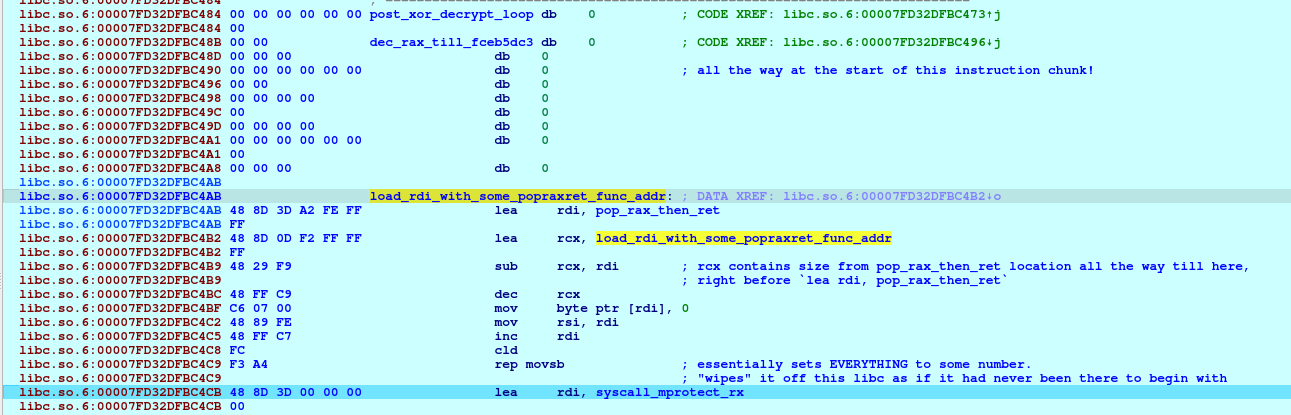 libc.so.6:00007FD32DFBC484 ; ---------------------------------------------------------------------------
libc.so.6:00007FD32DFBC484 00 00 00 00 00 00 post_xor_decrypt_loop db 0 ; CODE XREF: libc.so.6:00007FD32DFBC473↑j
libc.so.6:00007FD32DFBC484 00
libc.so.6:00007FD32DFBC48B 00 00 dec_rax_till_fceb5dc3 db 0 ; CODE XREF: libc.so.6:00007FD32DFBC496↓j
libc.so.6:00007FD32DFBC48D 00 00 00 db 0
libc.so.6:00007FD32DFBC490 00 00 00 00 00 00 db 0 ; all the way at the start of this instruction chunk!
libc.so.6:00007FD32DFBC496 00 00 db 0
libc.so.6:00007FD32DFBC498 00 00 00 00 db 0
libc.so.6:00007FD32DFBC49C 00 db 0
libc.so.6:00007FD32DFBC49D 00 00 00 00 db 0
libc.so.6:00007FD32DFBC4A1 00 00 00 00 00 00 db 0
libc.so.6:00007FD32DFBC4A1 00
libc.so.6:00007FD32DFBC4A8 00 00 00 db 0
libc.so.6:00007FD32DFBC4AB
libc.so.6:00007FD32DFBC4AB load_rdi_with_some_popraxret_func_addr: ; DATA XREF: libc.so.6:00007FD32DFBC4B2↓o
libc.so.6:00007FD32DFBC4AB 48 8D 3D A2 FE FF lea rdi, pop_rax_then_ret
libc.so.6:00007FD32DFBC4AB FF
libc.so.6:00007FD32DFBC4B2 48 8D 0D F2 FF FF lea rcx, load_rdi_with_some_popraxret_func_addr
libc.so.6:00007FD32DFBC4B2 FF
libc.so.6:00007FD32DFBC4B9 48 29 F9 sub rcx, rdi ; rcx contains size from pop_rax_then_ret location all the way till here,
libc.so.6:00007FD32DFBC4B9 ; right before `lea rdi, pop_rax_then_ret`
libc.so.6:00007FD32DFBC4BC 48 FF C9 dec rcx
libc.so.6:00007FD32DFBC4BF C6 07 00 mov byte ptr [rdi], 0
libc.so.6:00007FD32DFBC4C2 48 89 FE mov rsi, rdi
libc.so.6:00007FD32DFBC4C5 48 FF C7 inc rdi
libc.so.6:00007FD32DFBC4C8 FC cld
libc.so.6:00007FD32DFBC4C9 F3 A4 rep movsb ; essentially sets EVERYTHING to some number.
libc.so.6:00007FD32DFBC4C9 ; "wipes" it off this libc as if it had never been there to begin with
libc.so.6:00007FD32DFBC4CB 48 8D 3D 00 00 00 lea rdi, syscall_mprotect_rx
libc.so.6:00007FD32DFBC4CB 00